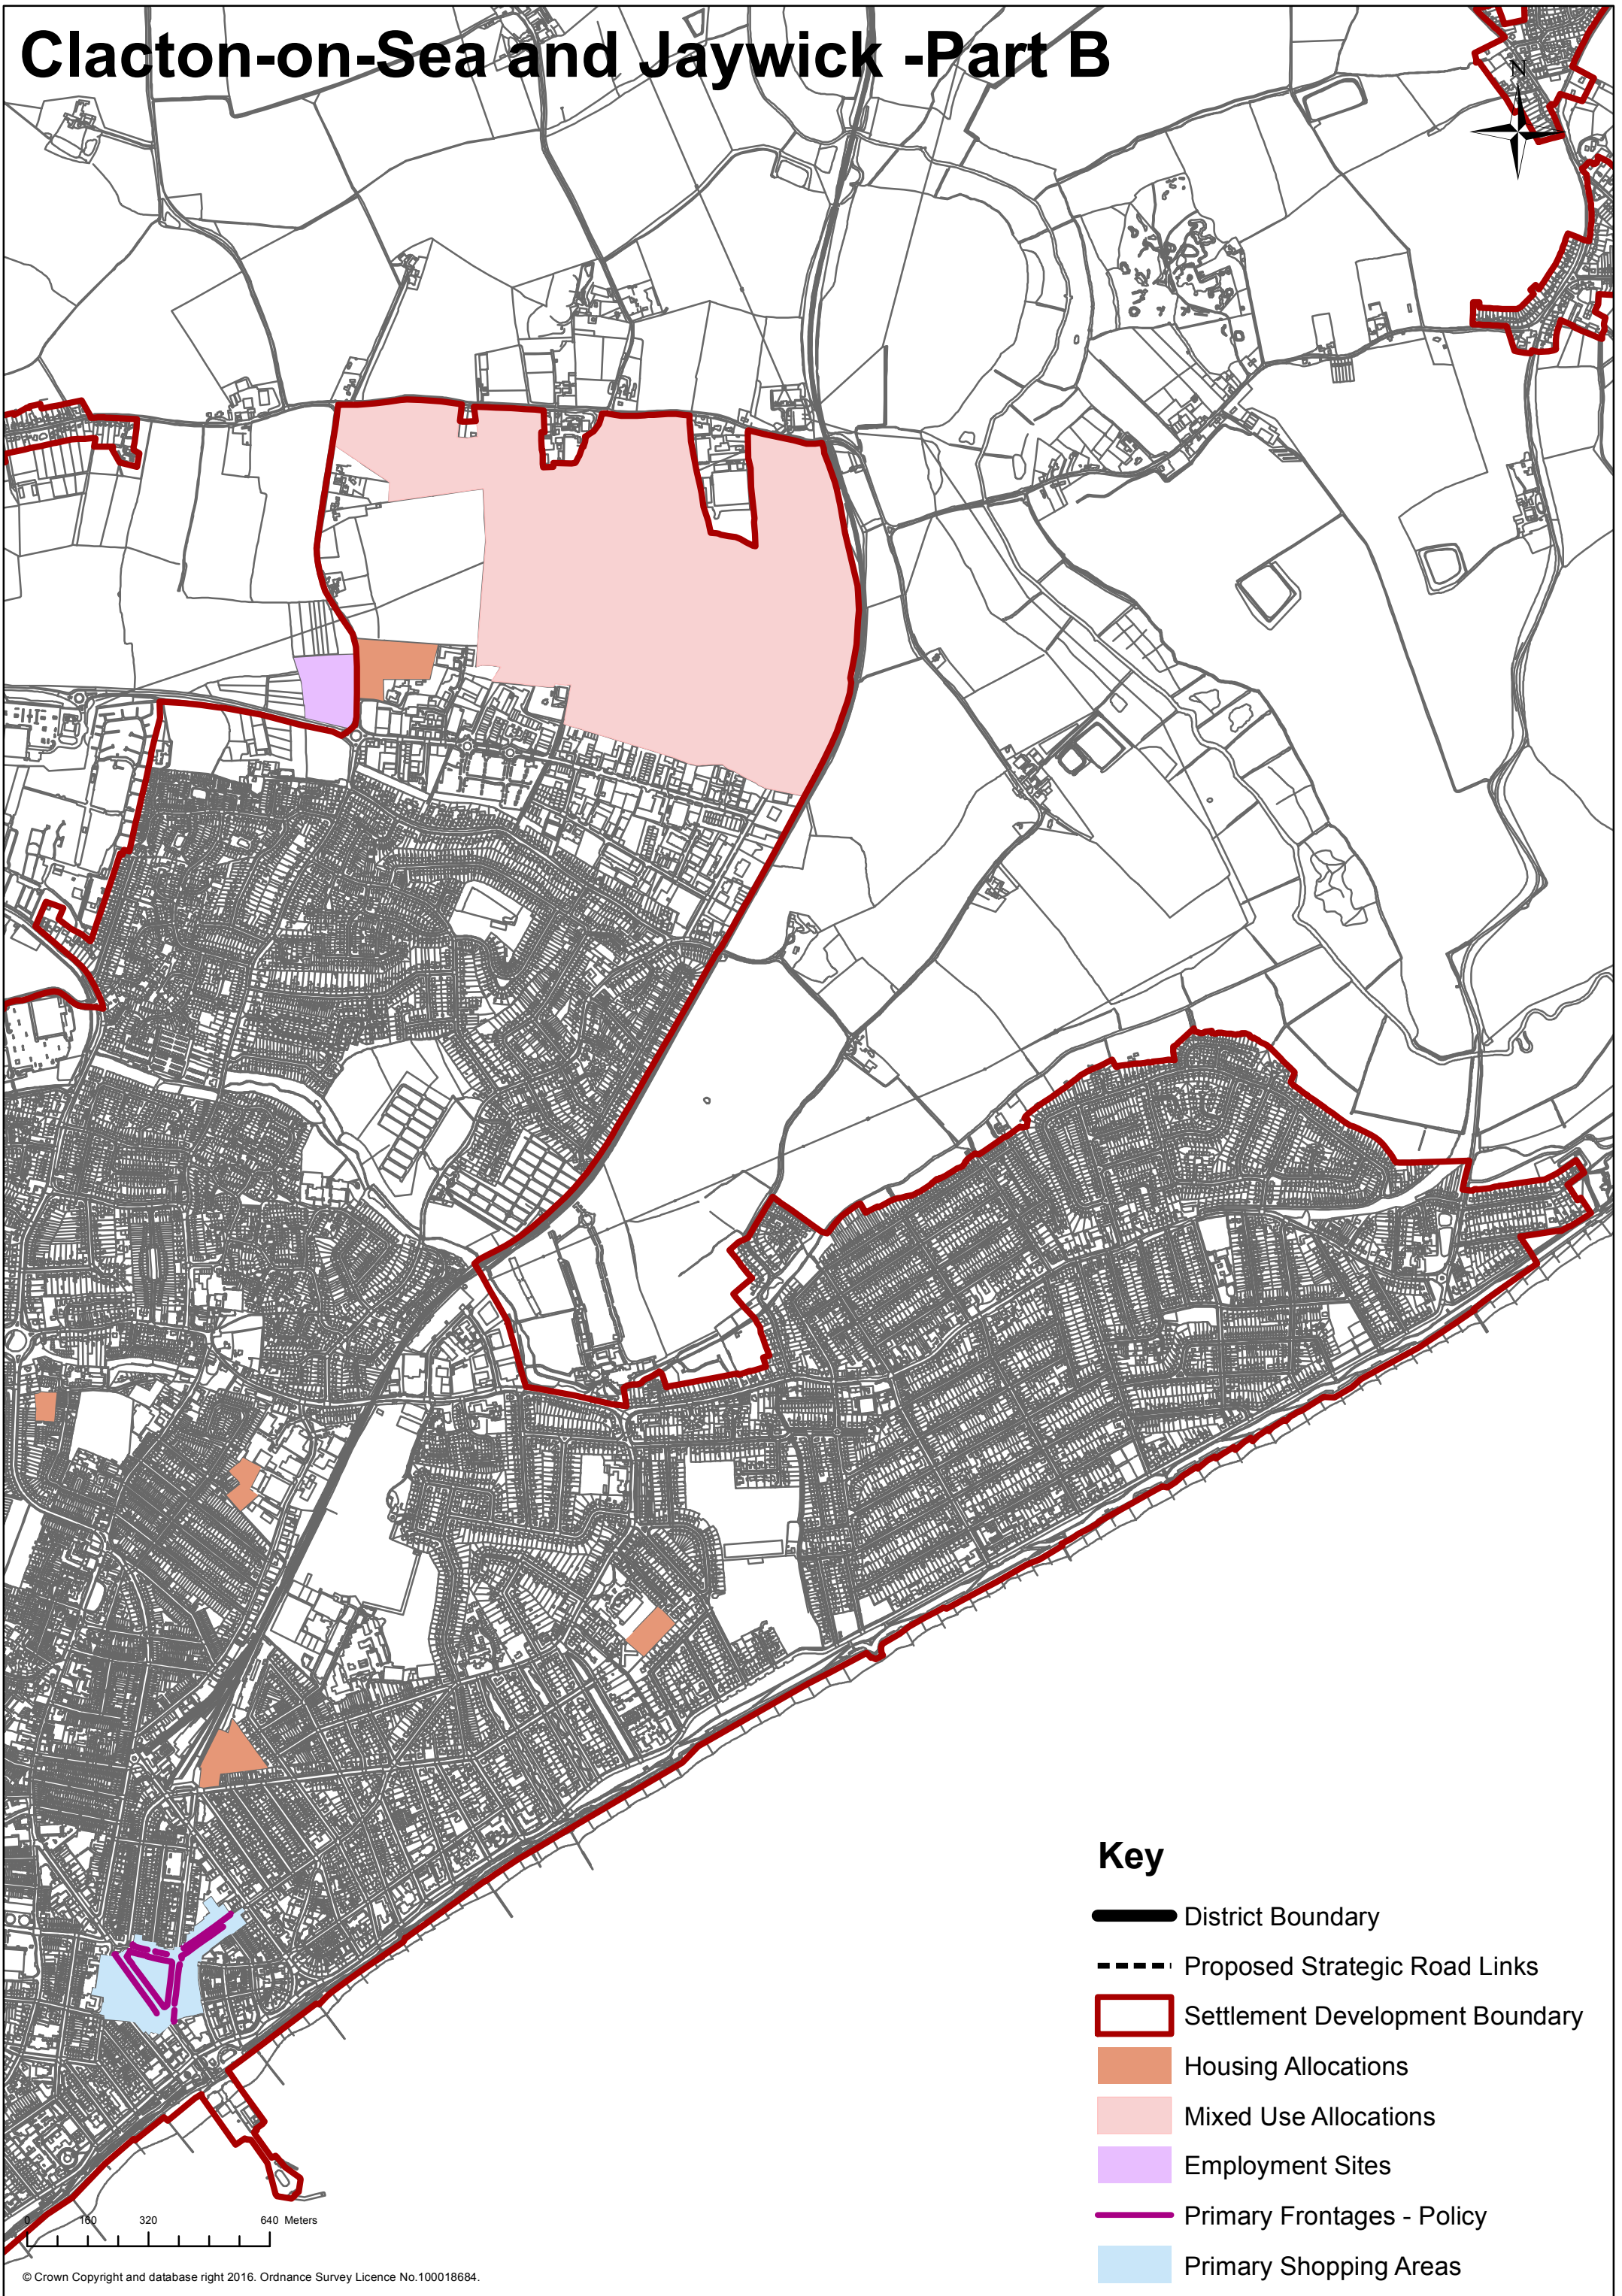 Clacton-on-Sea and Jaywick -Part B
N
Key
District Boundary
Proposed Strategic Road Links
Settlement Development Boundary
Housing Allocations
Mixed Use Allocations
Employment Sites
Primary Frontages - Policy
Primary Shopping Areas
0 160 320 640 Meters
© Crown Copyright and database right 2016. Ordnance Survey Licence No.100018684.